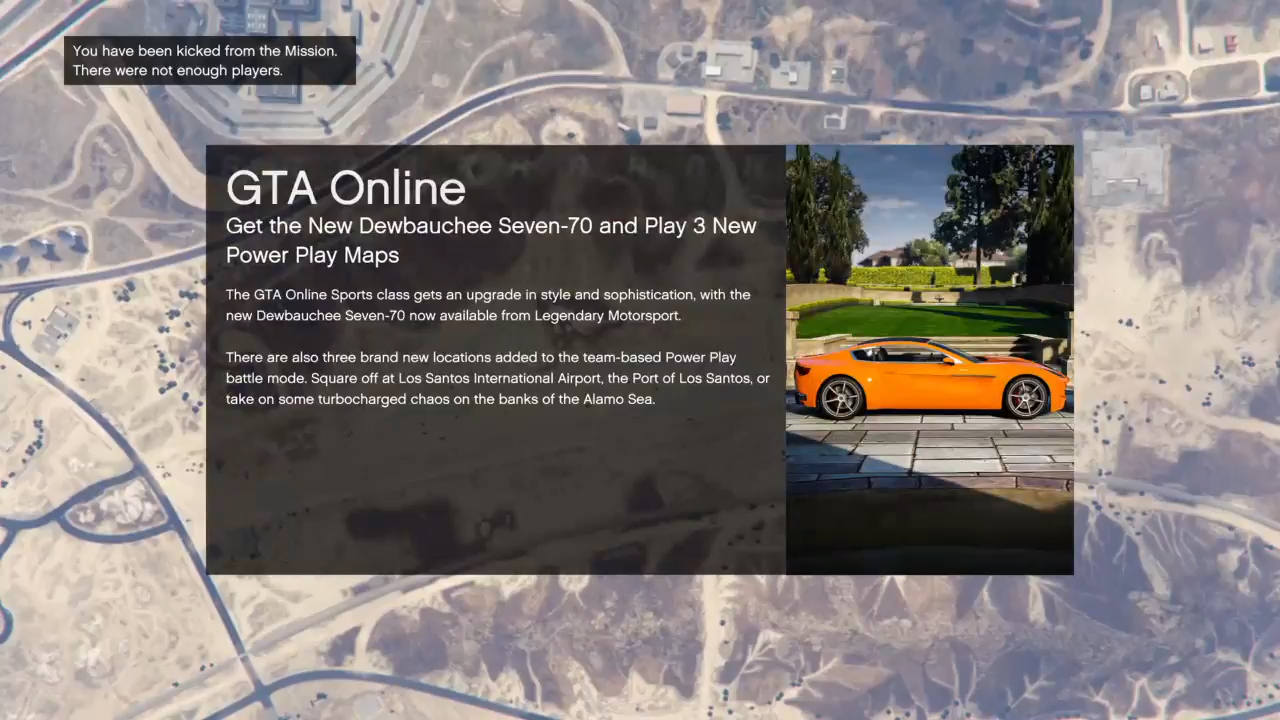 You have been kicked from the Mission.
There were not enough players.
GTA Online
Get the New Dewbauchee Seven-70 and Play 3 New
Power Play Maps
The GTA Online Sports class gets an upgrade in style and sophistication, with the
new Dewbauchee Seven-70 now available from Legendary Motorsport.
There are also three brand new locations added to the team-based Power Play
battle mode. Square off at Los Santos International Airport, the Port of Los Santos, or
take on some turbocharged chaos on the banks of the Alamo Sea.